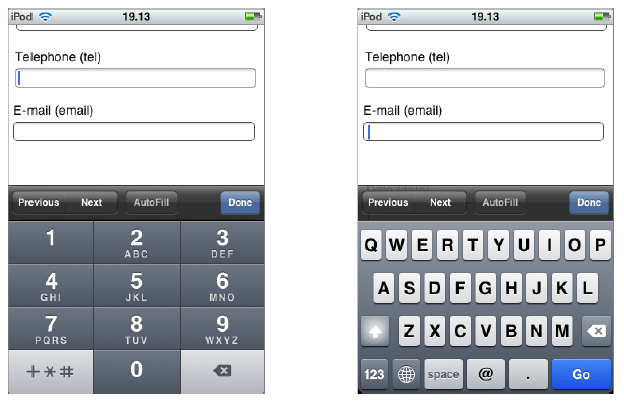 iPod 19.13
Telephone (tel)
E-mail (email)
Previous Next AutoFill Done
1 2 ABC 3 DEF
4 GHI 5 JKL 6 MNO
7 PQRS 8 TUV 9 WXYZ
+*# 0
iPod 19.13
Telephone (tel)
E-mail (email)
Date (date)
Previous Next AutoFill Done
Q W E R T Y U I O P
A S D F G H J K L
Z X C V B N M
123 space @ . Go